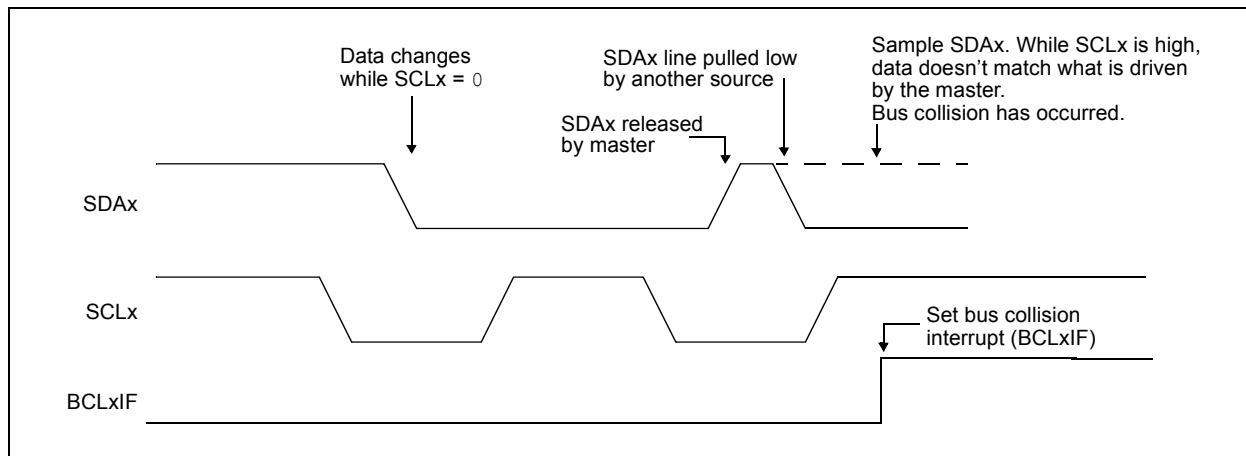 Data changes
while SCLx = 0
SDAx line pulled low
by another source
Sample SDAx. While SCLx is high,
data doesn’t match what is driven
by the master.
Bus collision has occurred.
SDAx released
by master
SDAx
SCLx
Set bus collision
interrupt (BCLxIF)
BCLxIF